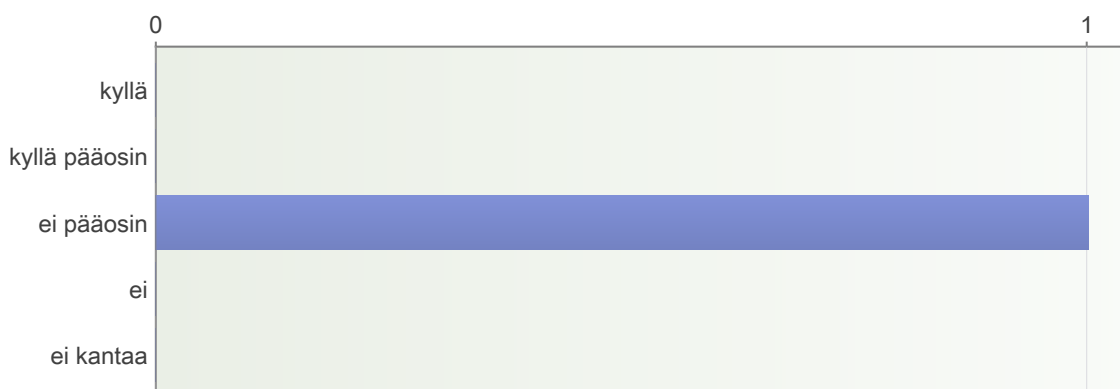 0 1
kyllä
kyllä pääosin
ei pääosin
ei
ei kantaa